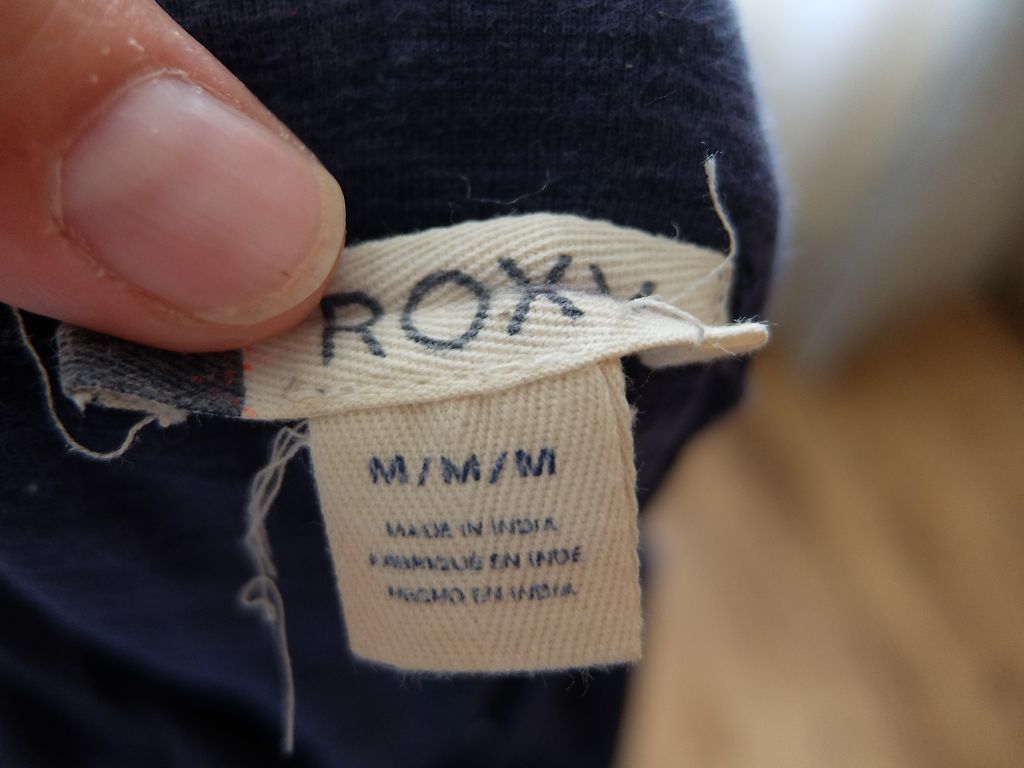 ROXY
M/M/M
MADE IN INDIA
FABRIQUÉ EN INDE
HECHO EN INDIA